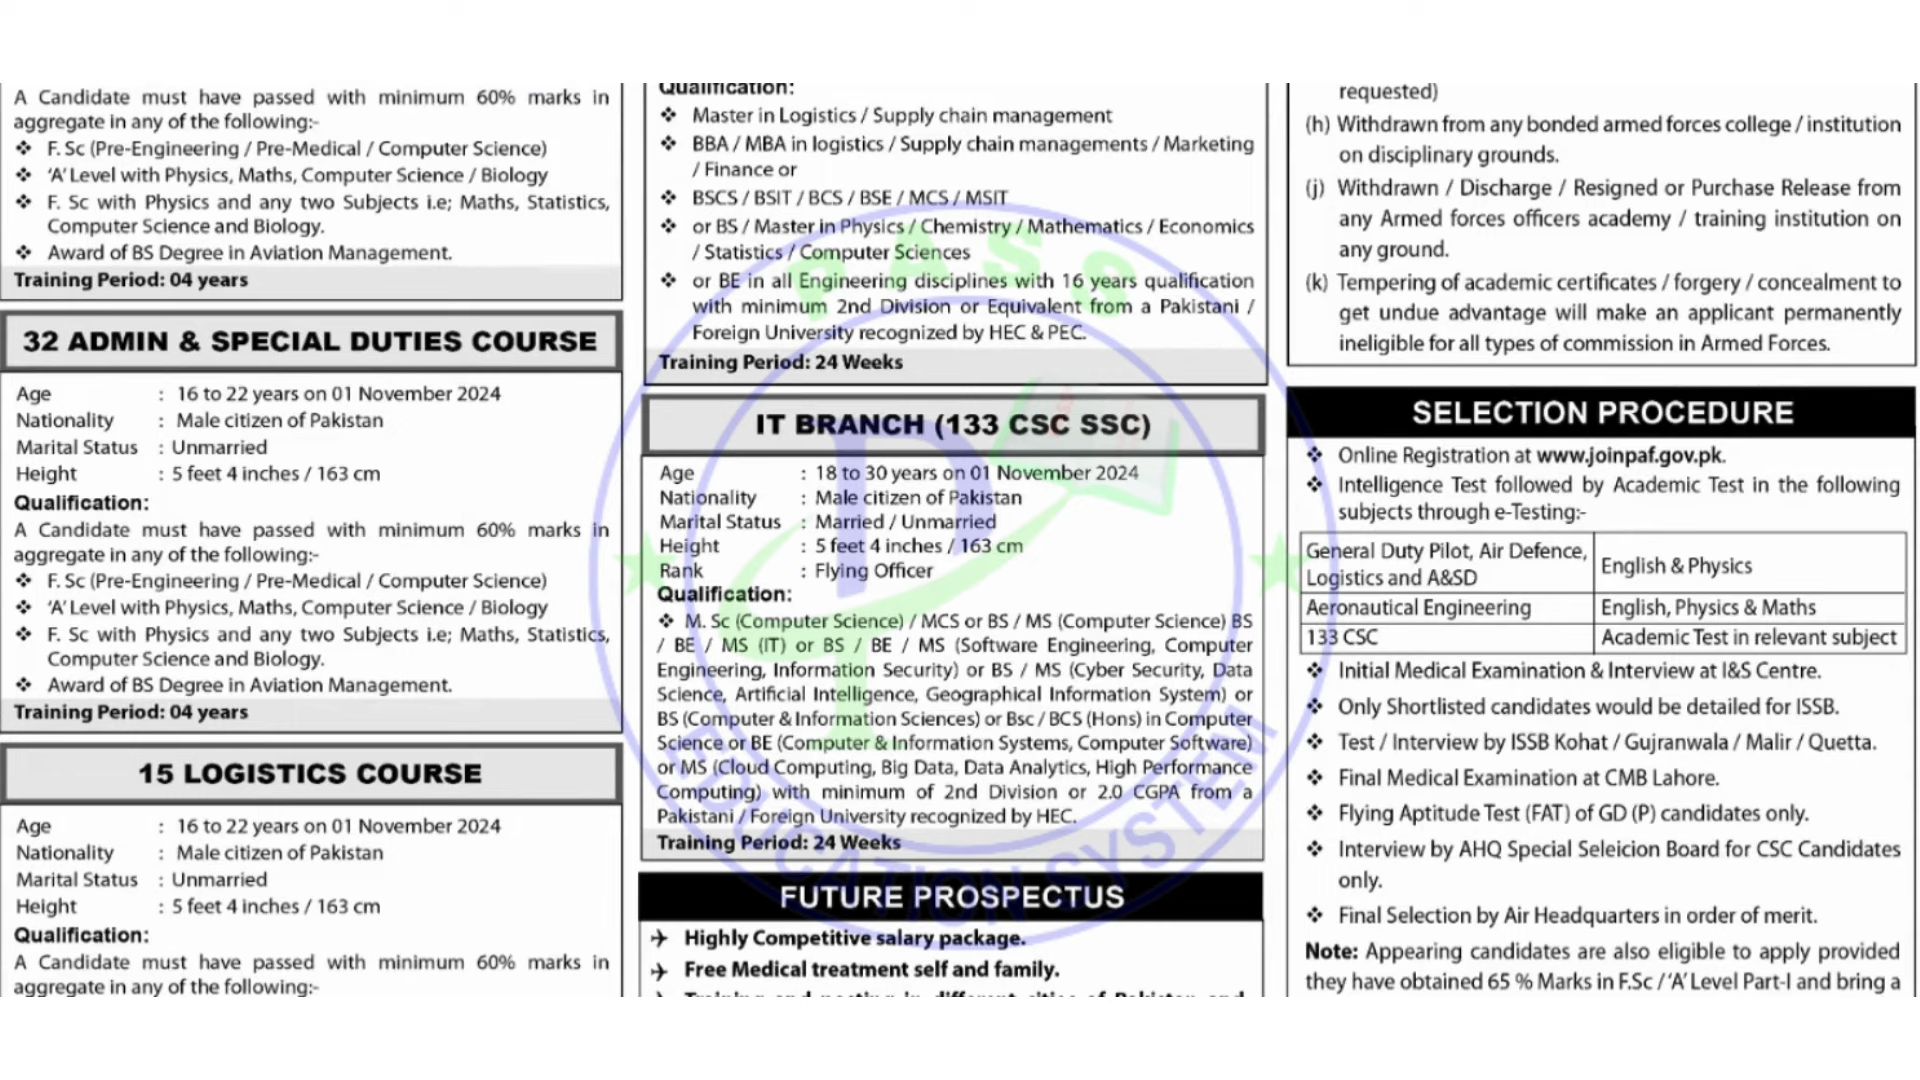 A Candidate must have passed with minimum 60% marks in
aggregate in any of the following:-
❖ F. Sc (Pre-Engineering / Pre-Medical / Computer Science)
❖ ‘A’ Level with Physics, Maths, Computer Science / Biology
❖ F. Sc with Physics and any two Subjects i.e; Maths, Statistics,
Computer Science and Biology.
❖ Award of BS Degree in Aviation Management.
Training Period: 04 years
32 ADMIN & SPECIAL DUTIES COURSE
Age : 16 to 22 years on 01 November 2024
Nationality : Male citizen of Pakistan
Marital Status : Unmarried
Height : 5 feet 4 inches / 163 cm
Qualification:
A Candidate must have passed with minimum 60% marks in
aggregate in any of the following:-
❖ F. Sc (Pre-Engineering / Pre-Medical / Computer Science)
❖ ‘A’ Level with Physics, Maths, Computer Science / Biology
❖ F. Sc with Physics and any two Subjects i.e; Maths, Statistics,
Computer Science and Biology.
❖ Award of BS Degree in Aviation Management.
Training Period: 04 years
15 LOGISTICS COURSE
Age : 16 to 22 years on 01 November 2024
Nationality : Male citizen of Pakistan
Marital Status : Unmarried
Height : 5 feet 4 inches / 163 cm
Qualification:
A Candidate must have passed with minimum 60% marks in
aggregate in any of the following:-
Qualification:
❖ Master in Logistics / Supply chain management
❖ BBA / MBA in logistics / Supply chain managements / Marketing
/ Finance or
❖ BSCS / BSIT / BCS / BSE / MCS / MSIT
❖ or BS / Master in Physics / Chemistry / Mathematics / Economics
/ Statistics / Computer Sciences
❖ or BE in all Engineering disciplines with 16 years qualification
with minimum 2nd Division or Equivalent from a Pakistani /
Foreign University recognized by HEC & PEC.
Training Period: 24 Weeks
IT BRANCH (133 CSC SSC)
Age : 18 to 30 years on 01 November 2024
Nationality : Male citizen of Pakistan
Marital Status : Married / Unmarried
Height : 5 feet 4 inches / 163 cm
Rank : Flying Officer
Qualification:
❖ M. Sc (Computer Science) / MCS or BS / MS (Computer Science) BS
/ BE / MS (IT) or BS / BE / MS (Software Engineering, Computer
Engineering, Information Security) or BS / MS (Cyber Security, Data
Science, Artificial Intelligence, Geographical Information System) or
BS (Computer & Information Sciences) or Bsc / BCS (Hons) in Computer
Science or BE (Computer & Information Systems, Computer Software)
or MS (Cloud Computing, Big Data, Data Analytics, High Performance
Computing) with minimum of 2nd Division or 2.0 CGPA from a
Pakistani / Foreign University recognized by HEC.
Training Period: 24 Weeks
FUTURE PROSPECTUS
Highly Competitive salary package.
Free Medical treatment self and family.
Training and posting in different cities of Pakistan and
requested)
(h) Withdrawn from any bonded armed forces college / institution
on disciplinary grounds.
(j) Withdrawn / Discharge / Resigned or Purchase Release from
any Armed forces officers academy / training institution on
any ground.
(k) Tempering of academic certificates / forgery / concealment to
get undue advantage will make an applicant permanently
ineligible for all types of commission in Armed Forces.
SELECTION PROCEDURE
❖ Online Registration at www.joinpaf.gov.pk.
❖ Intelligence Test followed by Academic Test in the following
subjects through e-Testing:-
General Duty Pilot, Air Defence,
Logistics and A&SD
English & Physics
Aeronautical Engineering English, Physics & Maths
133 CSC Academic Test in relevant subject
❖ Initial Medical Examination & Interview at I&S Centre.
❖ Only Shortlisted candidates would be detailed for ISSB.
❖ Test / Interview by ISSB Kohat / Gujranwala / Malir / Quetta.
❖ Final Medical Examination at CMB Lahore.
❖ Flying Aptitude Test (FAT) of GD (P) candidates only.
❖ Interview by AHQ Special Seleicion Board for CSC Candidates
only.
❖ Final Selection by Air Headquarters in order of merit.
Note: Appearing candidates are also eligible to apply provided
they have obtained 65 % Marks in F.Sc / ‘A’ Level Part-I and bring a
PASS
EDUCATION SYSTEM